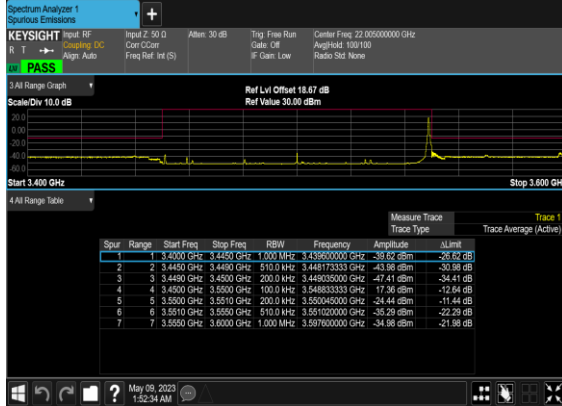 Spectrum Analyzer 1
Spurious Emissions
KEYSIGHT
R T
Input: RF
Coupling: DC
Align: Auto
Input Z: 50 Ω
Corr CCorr
Freq Ref: Int (S)
Atten: 30 dB
Trig: Free Run
Gate: Off
IF Gain: Low
Center Freq: 22.005000000 GHz
Avg|Hold: 100/100
Radio Std: None
PASS
3 All Range Graph
Scale/Div 10.0 dB
Ref Lvl Offset 18.67 dB
Ref Value 30.00 dBm
20.0
0.00
-20.0
-40.0
-60.0
Start 3.400 GHz
Stop 3.600 GH
4 All Range Table
Measure Trace Trace 1
Trace Type Trace Average (Active)
Spur Range Start Freq Stop Freq RBW Frequency Amplitude ΔLimit
1 1 3.4000 GHz 3.4450 GHz 1.000 MHz 3.439600000 GHz -39.62 dBm -26.62 dB
2 2 3.4450 GHz 3.4490 GHz 510.0 kHz 3.448173333 GHz -43.98 dBm -30.98 dB
3 3 3.4490 GHz 3.4500 GHz 200.0 kHz 3.449035000 GHz -47.41 dBm -34.41 dB
4 4 3.4500 GHz 3.5500 GHz 100.0 kHz 3.548833333 GHz 17.36 dBm -12.64 dB
5 5 3.5500 GHz 3.5510 GHz 200.0 kHz 3.550045000 GHz -24.44 dBm -11.44 dB
6 6 3.5510 GHz 3.5550 GHz 510.0 kHz 3.551020000 GHz -35.29 dBm -22.29 dB
7 7 3.5550 GHz 3.6000 GHz 1.000 MHz 3.597600000 GHz -34.98 dBm -21.98 dB
May 09, 2023
1:52:34 AM